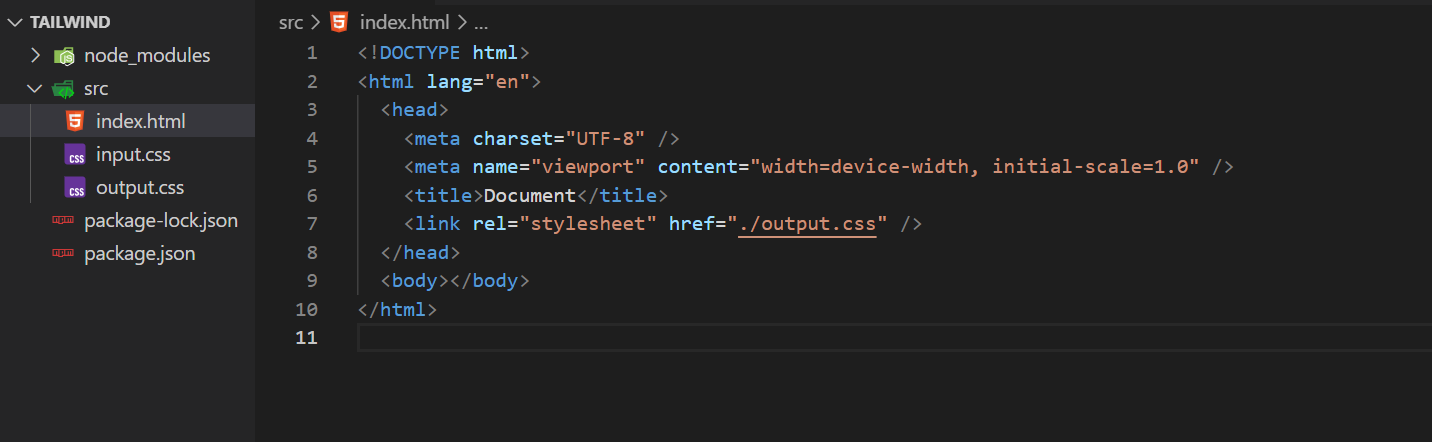 TAILWIND
node_modules
src
index.html
input.css
output.css
package-lock.json
package.json
src > index.html > ...
1 <!DOCTYPE html>
2 <html lang="en">
3 <head>
4 <meta charset="UTF-8" />
5 <meta name="viewport" content="width=device-width, initial-scale=1.0" />
6 <title>Document</title>
7 <link rel="stylesheet" href="./output.css" />
8 </head>
9 <body></body>
10 </html>
11